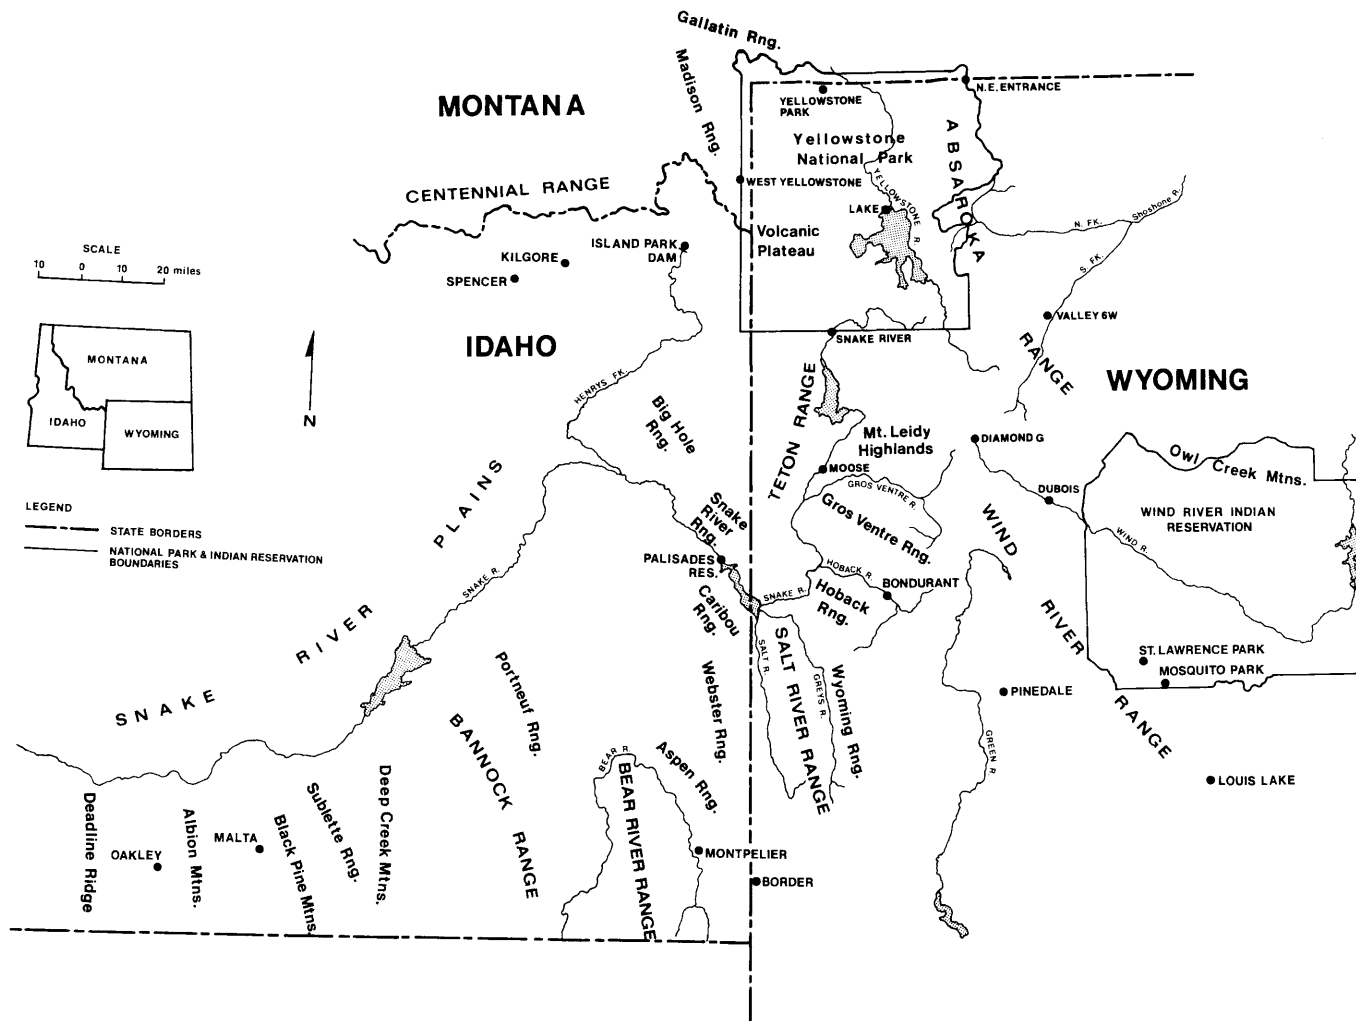 Gallatin Rng.
Madison Rng.
MONTANA
N.E. ENTRANCE
YELLOWSTONE
PARK
Yellowstone
National Park
ABSAROKA
CENTENNIAL RANGE
WEST YELLOWSTONE
YELLOWSTONE R.
LAKE
Shoshone R.
N. FK.
Volcanic
Plateau
ISLAND PARK
DAM
KILGORE
SPENCER
S. FK.
SCALE
10 0 10 20 miles
VALLEY 6W
RANGE
SNAKE RIVER
MONTANA
IDAHO
WYOMING
N
IDAHO
WYOMING
HENRYS FK.
Big Hole
Rng.
TETON RANGE
Mt. Leidy
Highlands
DIAMOND G
Owl Creek Mtns.
MOOSE
GROS VENTRE R.
Gros Ventre Rng.
DUBOIS
WIND RIVER INDIAN
RESERVATION
WIND R.
LEGEND
STATE BORDERS
NATIONAL PARK & INDIAN RESERVATION
BOUNDARIES
SNAKE RIVER PLAINS
SNAKE R.
Snake
River
Rng.
PALISADES
RES.
Caribou
Rng.
SNAKE R.
HOBACK R.
Hoback
Rng.
BONDURANT
WIND RIVER RANGE
ST. LAWRENCE PARK
MOSQUITO PARK
PINEDALE
GREEN R.
LOUIS LAKE
SALT R.
SALT RIVER RANGE
GREYS R.
Wyoming Rng.
Webster Rng.
Portneuf Rng.
BANNOCK RANGE
BEAR R.
BEAR RIVER RANGE
Aspen Rng.
Deadline Ridge
OAKLEY
Albion Mtns.
MALTA
Black Pine Mtns.
Sublette Rng.
Deep Creek Mtns.
MONTPELIER
BORDER